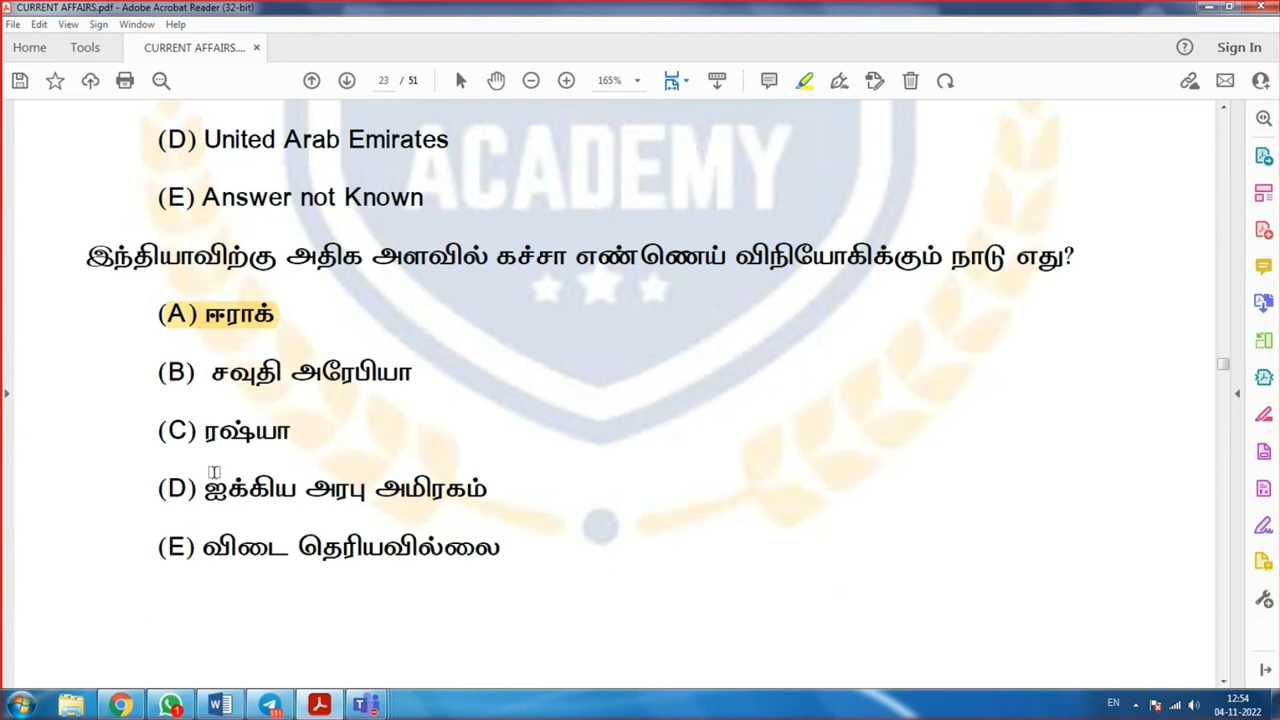 CURRENT AFFAIRS.pdf - Adobe Acrobat Reader (32-bit)
File Edit View Sign Window Help
Home Tools CURRENT AFFAIRS.... × Sign In
23 / 51 165%
ACADEMY
(D) United Arab Emirates
(E) Answer not Known
இந்தியாவிற்கு அதிக அளவில் கச்சா எண்ணெய் விநியோகிக்கும் நாடு எது?
(A) ஈராக்
(B) சவுதி அரேபியா
(C) ரஷ்யா
(D) ஐக்கிய அரபு அமிரகம்
(E) விடை தெரியவில்லை
EN 12:54
04-11-2022